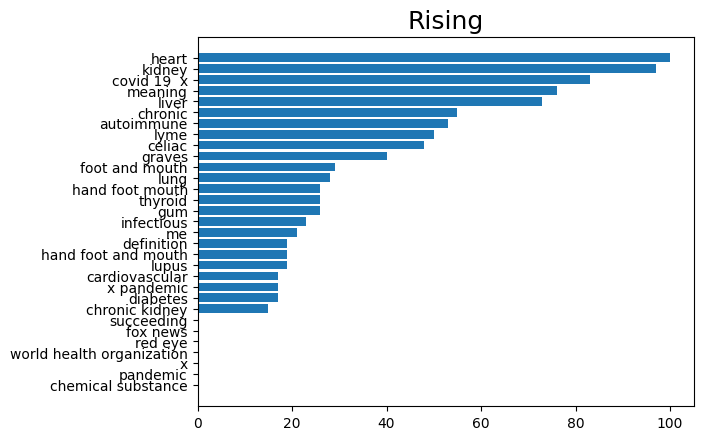 Rising
heart
kidney
covid 19  x
meaning
liver
chronic
autoimmune
lyme
celiac
graves
foot and mouth
lung
hand foot mouth
thyroid
gum
infectious
me
definition
hand foot and mouth
lupus
cardiovascular
x pandemic
diabetes
chronic kidney
succeeding
fox news
red eye
world health organization
x
pandemic
chemical substance
0 20 40 60 80 100